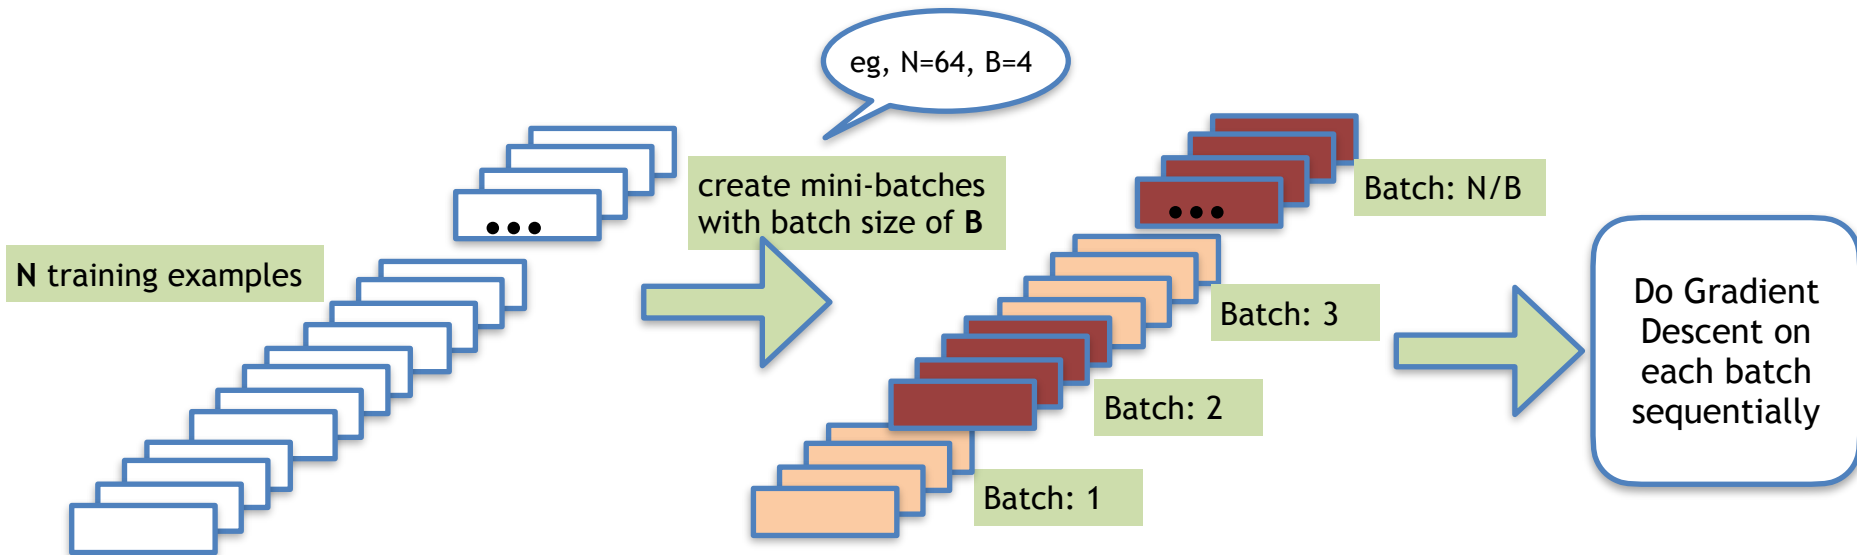 eg, N=64, B=4
N training examples
•••
create mini-batches
with batch size of B
•••
Batch: N/B
Batch: 3
Batch: 2
Batch: 1
Do Gradient
Descent on
each batch
sequentially